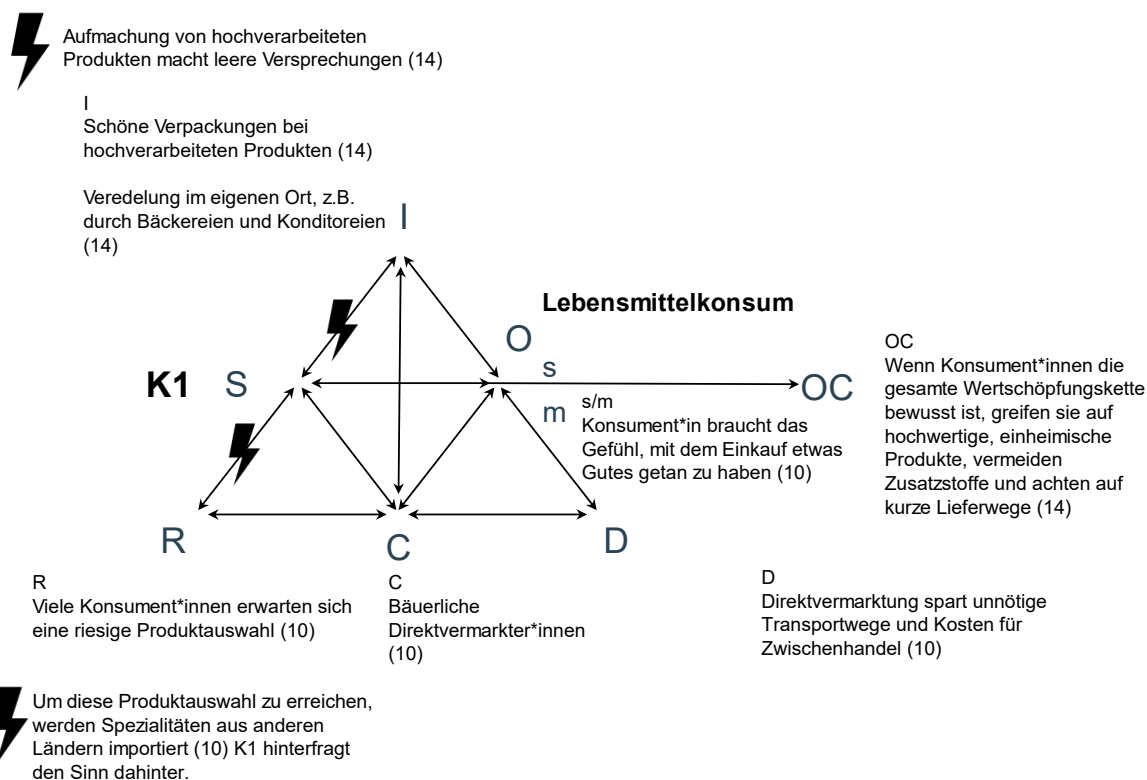 Aufmachung von hochverarbeiteten
Produkten macht leere Versprechungen (14)
I
Schöne Verpackungen bei
hochverarbeiteten Produkten (14)
Veredelung im eigenen Ort, z.B.
durch Bäckereien und Konditoreien
(14)
I
Lebensmittelkonsum
K1
S
O
s
m
OC
s/m
Konsument*in braucht das
Gefühl, mit dem Einkauf etwas
Gutes getan zu haben (10)
OC
Wenn Konsument*innen die
gesamte Wertschöpfungskette
bewusst ist, greifen sie auf
hochwertige, einheimische
Produkte, vermeiden
Zusatzstoffe und achten auf
kurze Lieferwege (14)
R
C
D
R
Viele Konsument*innen erwarten sich
eine riesige Produktauswahl (10)
C
Bäuerliche
Direktvermarkter*innen
(10)
D
Direktvermarktung spart unnötige
Transportwege und Kosten für
Zwischenhandel (10)
Um diese Produktauswahl zu erreichen,
werden Spezialitäten aus anderen
Ländern importiert (10) K1 hinterfragt
den Sinn dahinter.